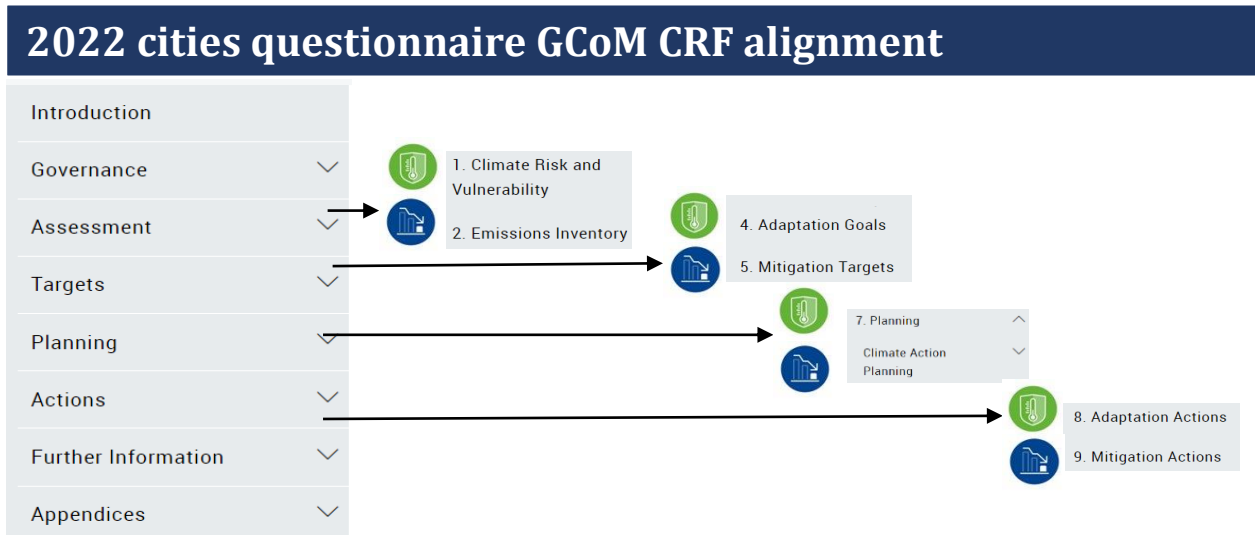 2022 cities questionnaire GCoM CRF alignment
Introduction
Governance
Assessment
Targets
Planning
Actions
Further Information
Appendices
1. Climate Risk and
Vulnerability
2. Emissions Inventory
4. Adaptation Goals
5. Mitigation Targets
7. Planning
Climate Action
Planning
8. Adaptation Actions
9. Mitigation Actions